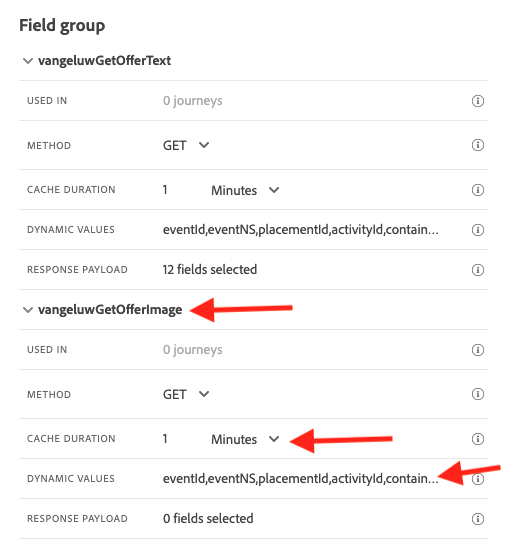 Field group
vangeluwGetOfferText
USED IN 0 journeys
METHOD GET
CACHE DURATION 1 Minutes
DYNAMIC VALUES eventId,eventNS,placementId,activityId,contain...
RESPONSE PAYLOAD 12 fields selected
vangeluwGetOfferImage
USED IN 0 journeys
METHOD GET
CACHE DURATION 1 Minutes
DYNAMIC VALUES eventId,eventNS,placementId,activityId,contain...
RESPONSE PAYLOAD 0 fields selected